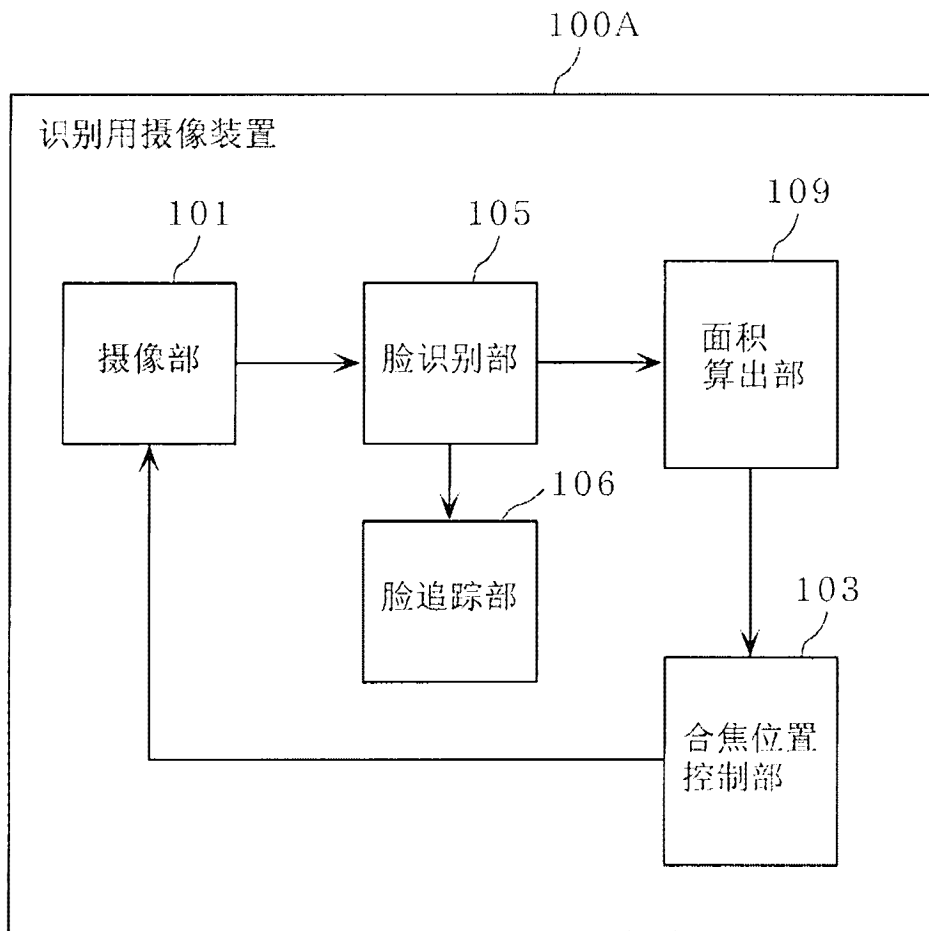 100A
识别用摄像装置
101
105
109
摄像部
脸识别部
面积
算出部
106
脸追踪部
103
合焦位置
控制部